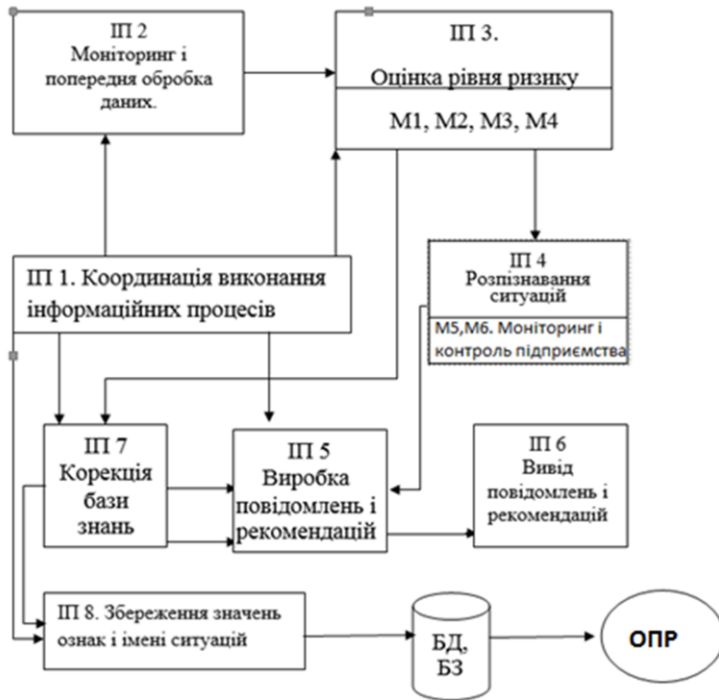 ІП 2
Моніторинг і
попередня обробка
даних.
ІП 3.
Оцінка рівня ризику
М1, М2, М3, М4
ІП 1. Координація виконання
інформаційних процесів
ІП 4
Розпізнавання
ситуацій
М5,М6. Моніторинг і
контроль підприємства
ІП 7
Корекція
бази
знань
ІП 5
Виробка
повідомлень і
рекомендацій
ІП 6
Вивід
повідомлень і
рекомендацій
ІП 8. Збереження значень
ознак і імені ситуацій
БД,
БЗ
ОПР